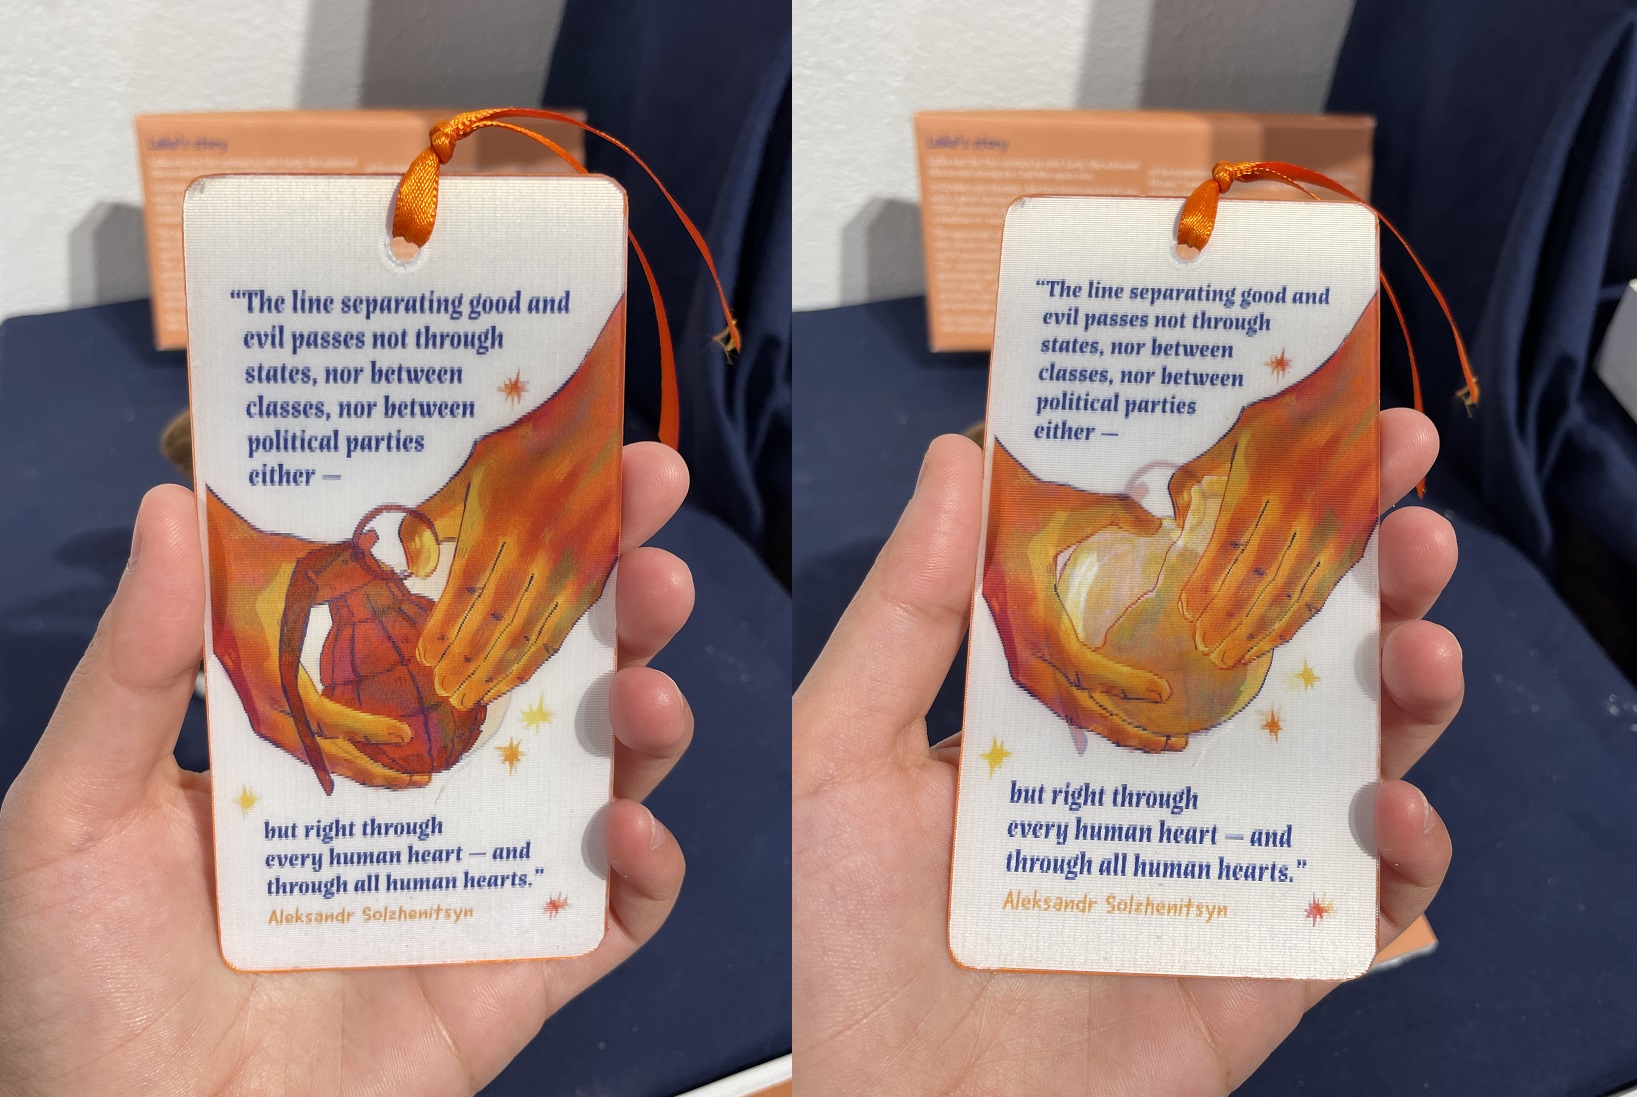 Lella's story
“The line separating good and
evil passes not through
states, nor between
classes, nor between
political parties
either —
but right through
every human heart — and
through all human hearts.”
Aleksandr Solzhenitsyn
“The line separating good and
evil passes not through
states, nor between
classes, nor between
political parties
either —
but right through
every human heart — and
through all human hearts.”
Aleksandr Solzhenitsyn